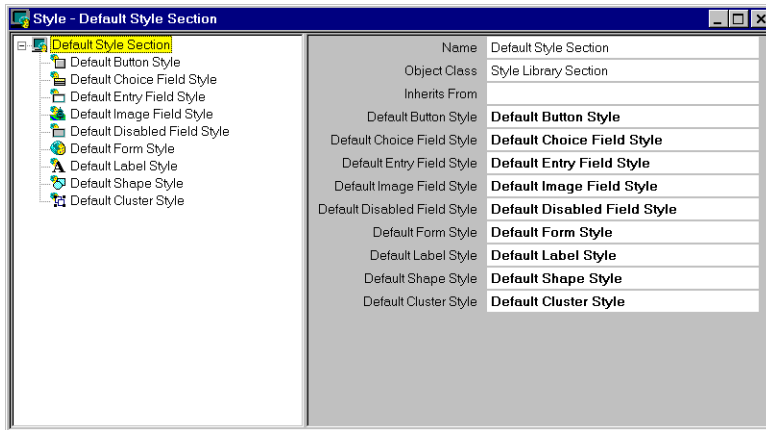 Style - Default Style Section
Default Style Section
Default Button Style
Default Choice Field Style
Default Entry Field Style
Default Image Field Style
Default Disabled Field Style
Default Form Style
Default Label Style
Default Shape Style
Default Cluster Style
Name Default Style Section
Object Class Style Library Section
Inherits From
Default Button Style Default Button Style
Default Choice Field Style Default Choice Field Style
Default Entry Field Style Default Entry Field Style
Default Image Field Style Default Image Field Style
Default Disabled Field Style Default Disabled Field Style
Default Form Style Default Form Style
Default Label Style Default Label Style
Default Shape Style Default Shape Style
Default Cluster Style Default Cluster Style